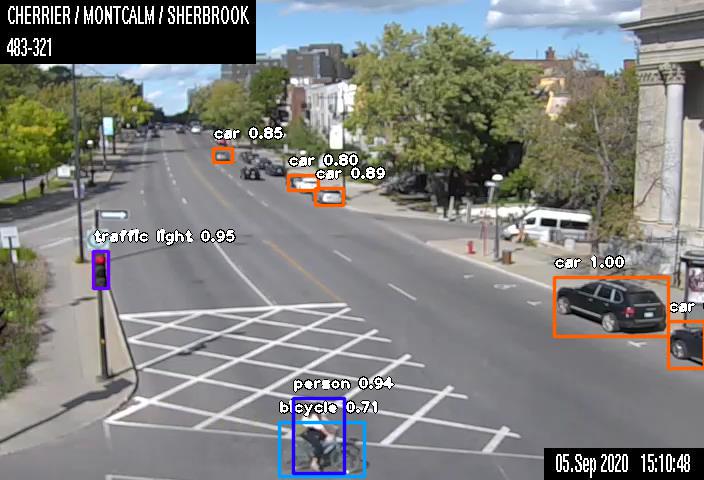 CHERRIER / MONTCALM / SHERBROOK
483-321
car 0.85
car 0.80
car 0.89
traffic light 0.95
car 1.00
car
person 0.94
bicycle 0.71
05.Sep 2020 15:10:48